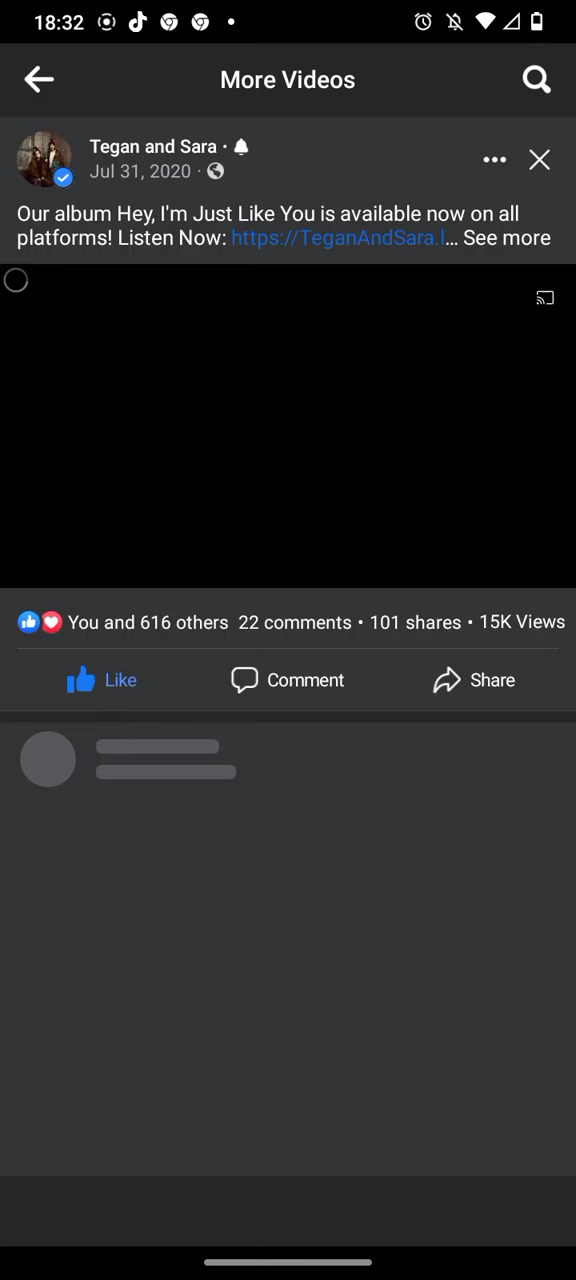 18:32
More Videos
Tegan and Sara ·
Jul 31, 2020 ·
Our album Hey, I'm Just Like You is available now on all
platforms! Listen Now: https://TeganAndSara.l… See more
You and 616 others 22 comments • 101 shares • 15K Views
Like Comment Share